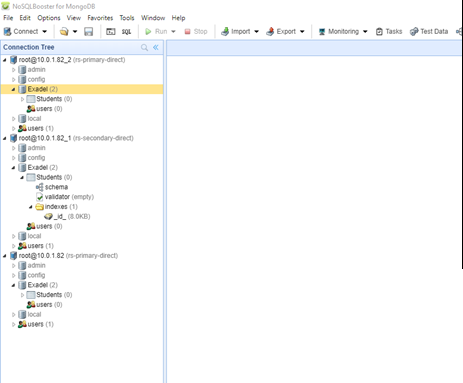 NoSQLBooster for MongoDB
File Edit Options View Favorites Tools Window Help
Connect SQL Run Stop Import Export Monitoring Tasks Test Data
Connection Tree
root@10.0.1.82_2 (rs-primary-direct)
admin
config
Exadel (2)
Students (0)
users (0)
local
users (1)
root@10.0.1.82_1 (rs-secondary-direct)
admin
config
Exadel (2)
Students (0)
schema
validator (empty)
indexes (1)
_id_ (8.0KB)
users (0)
local
users (1)
root@10.0.1.82 (rs-primary-direct)
admin
config
Exadel (2)
Students (0)
users (0)
local
users (1)